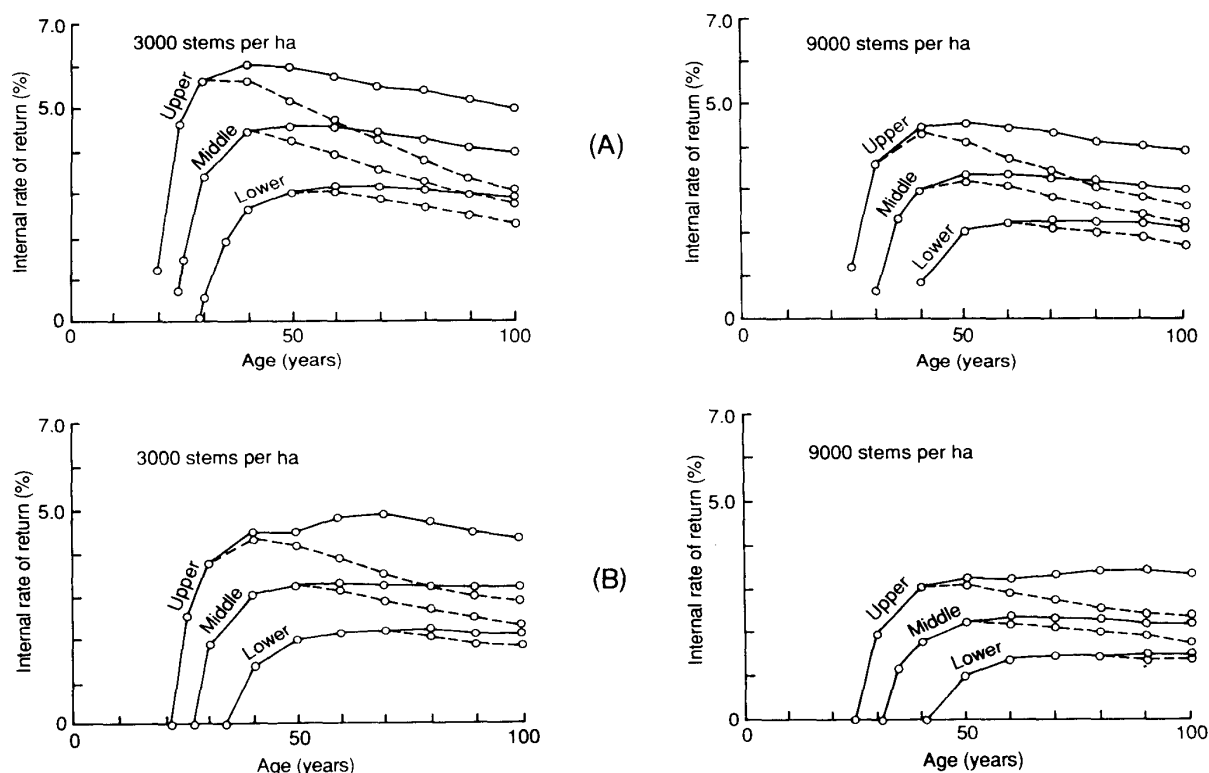 7.0
5.0
0
Internal rate of return (%)
3000 stems per ha
Upper
Middle
Lower
0
50
100
Age (years)
(A)
7.0
5.0
0
Internal rate of return (%)
9000 stems per ha
Upper
Middle
Lower
0
50
100
Age (years)
7.0
5.0
0
Internal rate of return (%)
3000 stems per ha
Upper
Middle
Lower
0
50
100
Age (years)
(B)
7.0
5.0
0
Internal rate of return (%)
9000 stems per ha
Upper
Middle
Lower
0
50
100
Age (years)